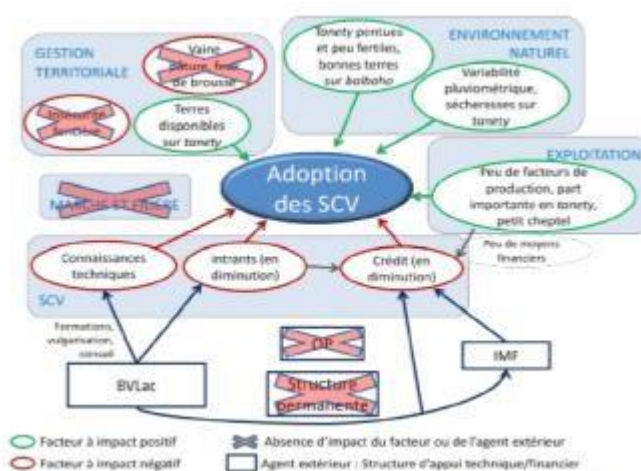 GESTION
TERRITORIALE
Vaine
pâture, feux
de brousse
Insécurité
foncière
Terres
disponibles
sur tanety
Tanety pentues
et peu fertiles,
bonnes terres
sur baibaho
ENVIRONNEMENT
NATUREL
Variabilité
pluviométrique,
sécheresses sur
tanety
EXPLOITATION
Peu de facteurs
de production, part
importante en tanety,
petit cheptel
Adoption
des SCV
MARCHE ET FILIERE
Peu de moyens
financiers
Connaissances
techniques
Intrants (en
diminution)
Crédit (en
diminution)
SCV
Formations,
vulgarisation,
conseil
BVLac
OP
Structure
permanente
IMF
Facteur à impact positif
Facteur à impact négatif
Absence d'impact du facteur ou de l'agent extérieur
Agent extérieur : Structure d'appui technique/financier